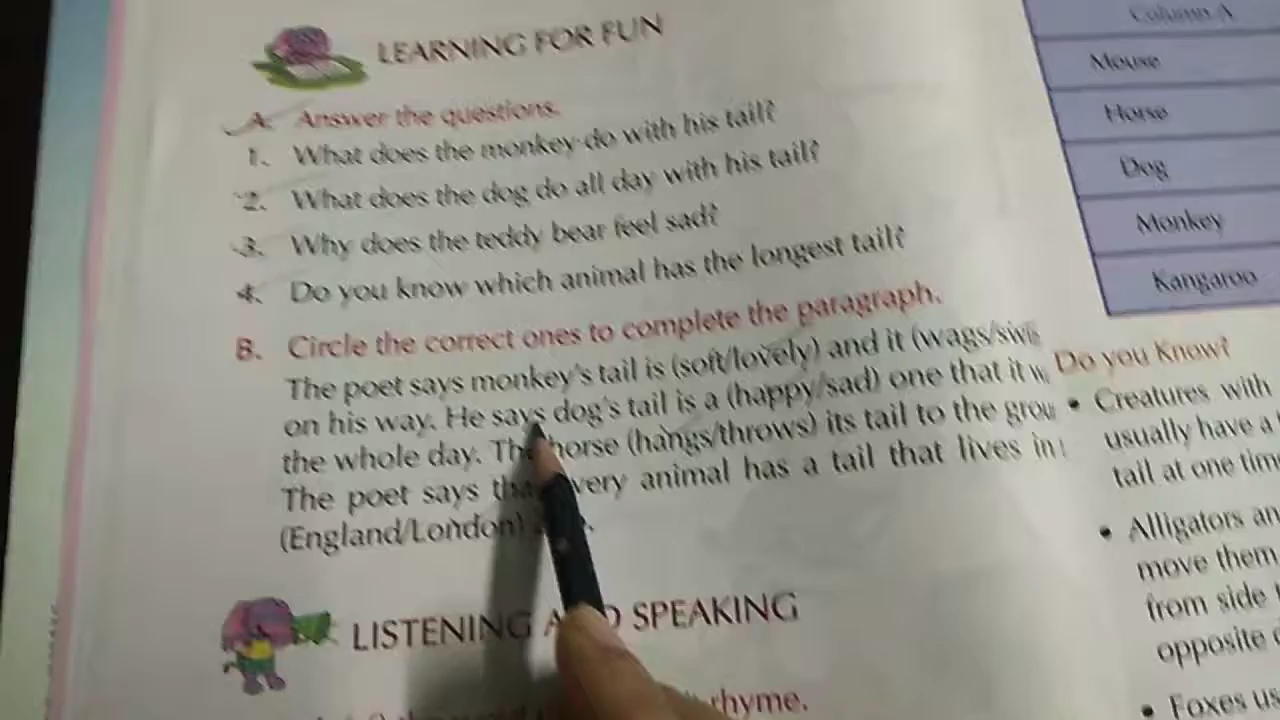 LEARNING FOR FUN
A. Answer the questions.
1. What does the monkey do with his tail?
2. What does the dog do all day with his tail?
3. Why does the teddy bear feel sad?
4. Do you know which animal has the longest tail?
B. Circle the correct ones to complete the paragraph.
The poet says monkey's tail is (soft/lovely) and it (wags/
on his way. He says dog's tail is a (happy/sad) one that it
the whole day. The horse (hangs/throws) its tail to the
The poet says animal has a tail that lives in
(England/London)
LISTENING AND SPEAKING
rhyme.
Column A
Mouse
Horse
Dog
Monkey
Kangaroo
Do you Know?
• Creatures with
usually have a
tail at one
• Alligators
move them
from side
opposite
• Foxes